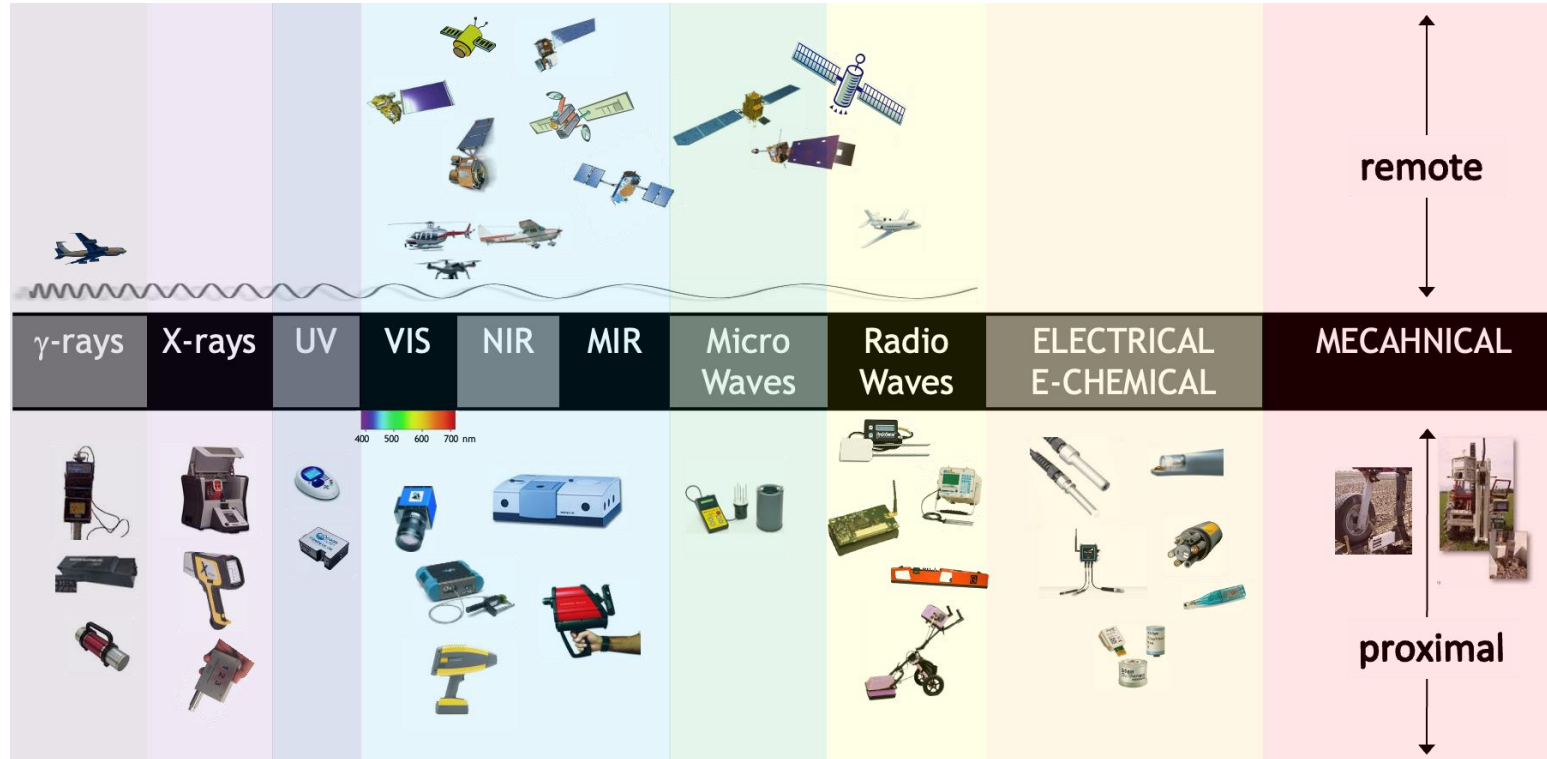 remote
γ-rays
X-rays
UV
VIS
NIR
MIR
Micro
Waves
Radio
Waves
ELECTRICAL
E-CHEMICAL
MECAHNICAL
400 500 600 700 nm
proximal